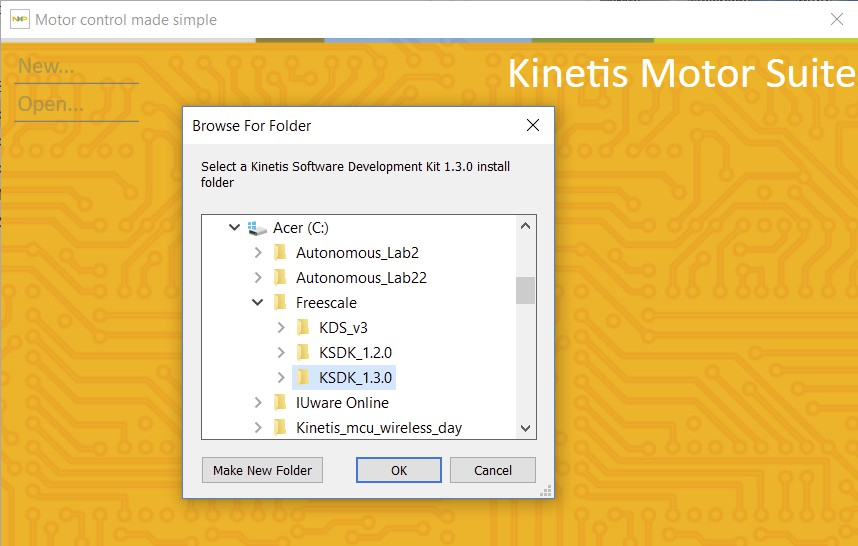 NXP
Motor control made simple
New...
Open...
Kinetis Motor Suite
Browse For Folder
Select a Kinetis Software Development Kit 1.3.0 install
folder
Acer (C:)
Autonomous_Lab2
Autonomous_Lab22
Freescale
KDS_v3
KSDK_1.2.0
KSDK_1.3.0
IUware Online
Kinetis_mcu_wireless_day
Make New Folder
OK
Cancel